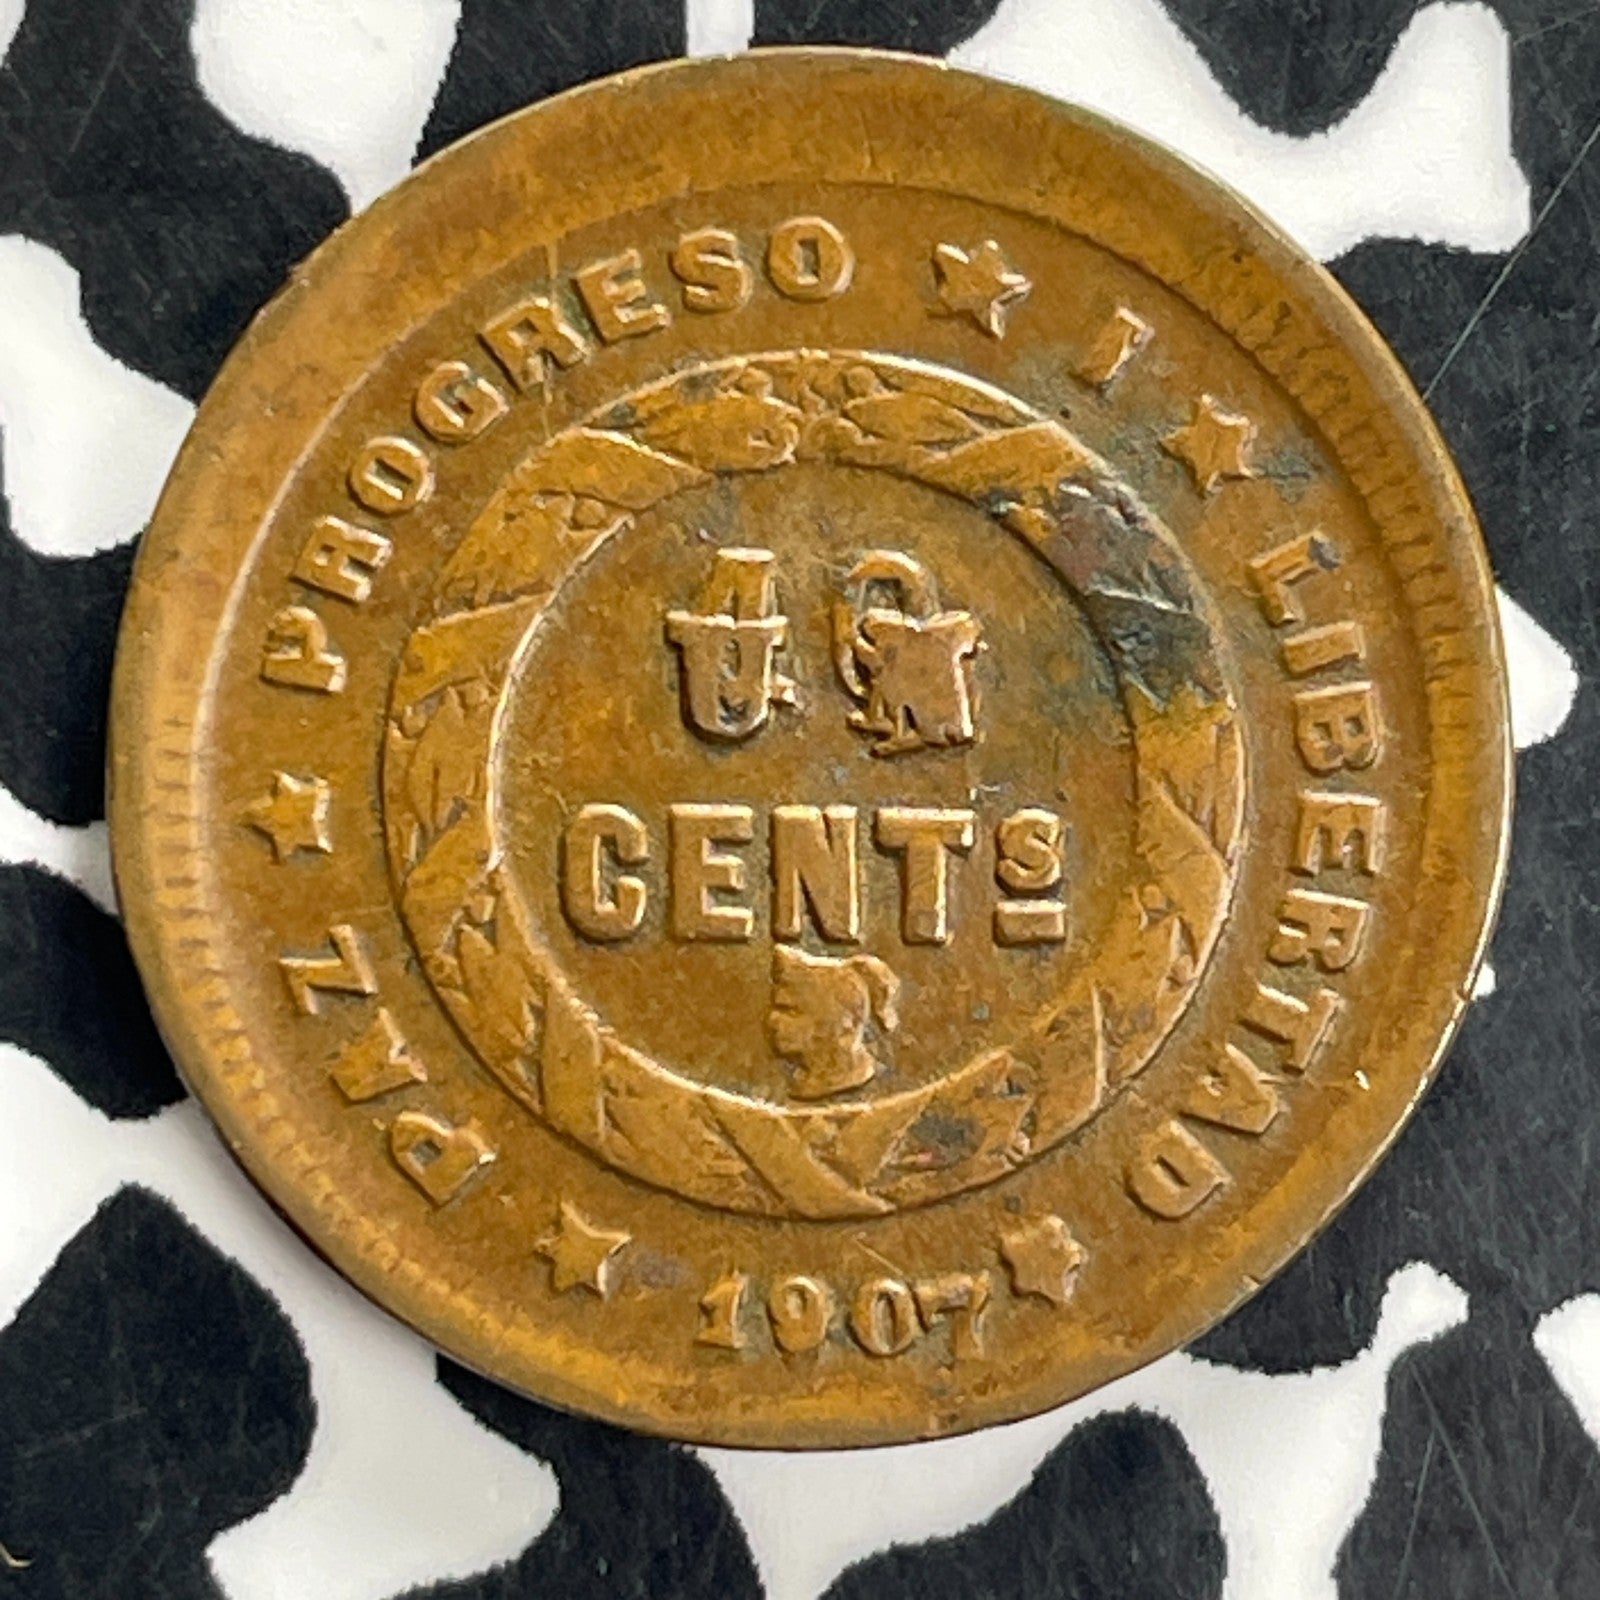 PAZ ★ PROGRESO ★ I ★ LIBERTAD
CENTS
★ 1907 ★